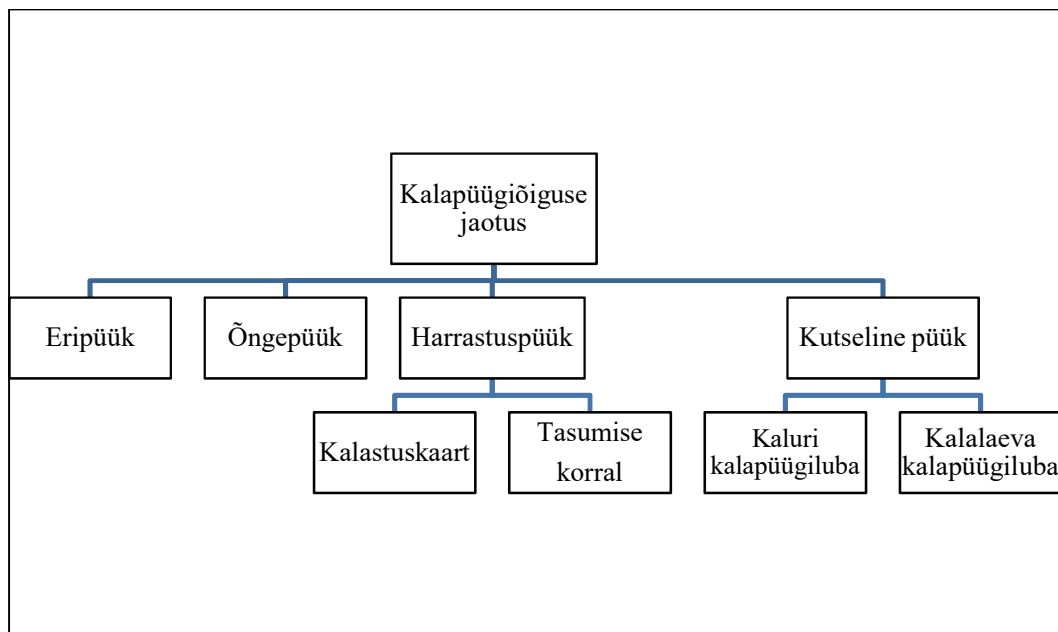 Kalapüügiõiguse
jaotus
Eripüük
Õngepüük
Harrastuspüük
Kutseline püük
Kalastuskaart
Tasumise
korral
Kaluri
kalapüügiluba
Kalalaeva
kalapüügiluba